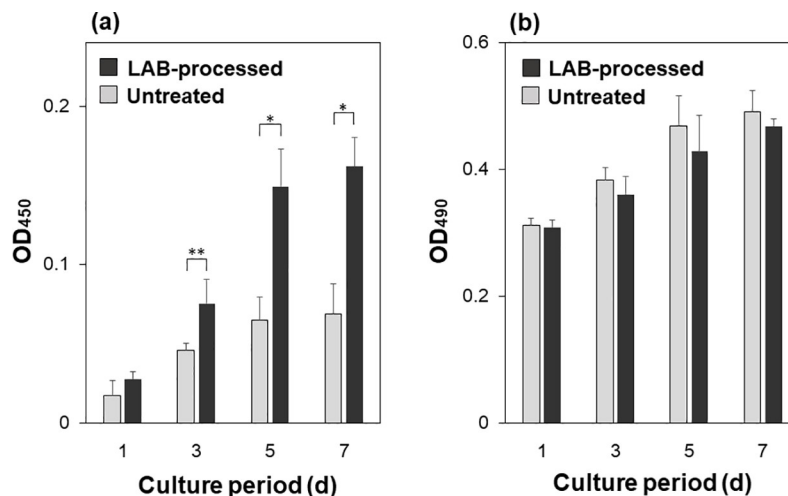 (a)
LAB-processed
Untreated
0.2
*
*
**
0.1
0
OD450
1 3 5 7
Culture period (d)
(b)
0.6
LAB-processed
Untreated
0.4
0.2
0
OD490
1 3 5 7
Culture period (d)